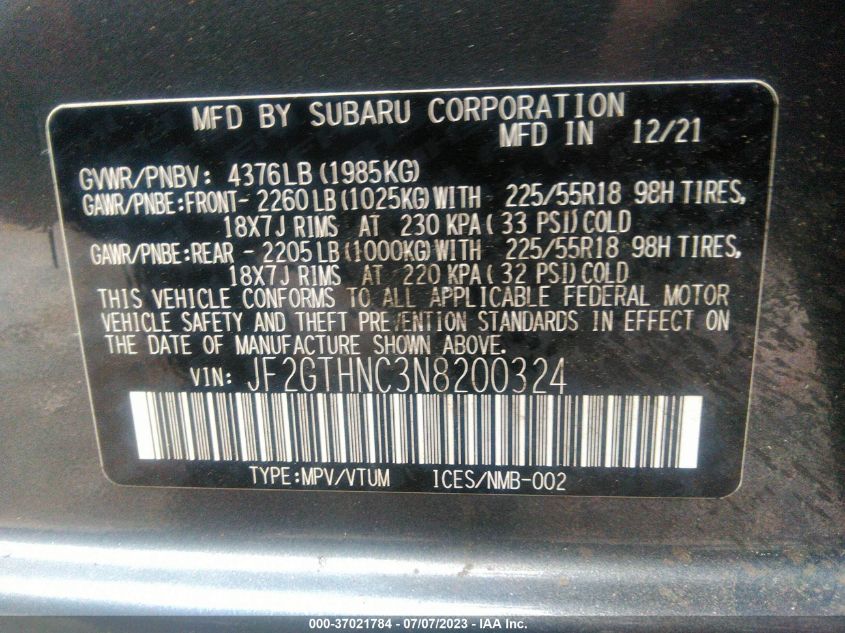 MFD BY SUBARU CORPORATION
MFD IN 12/21
GVWR/PNBV: 4376LB (1985KG)
GAWR/PNBE:FRONT- 2260LB (1025KG)WITH 225/55R18 98H TIRES,
18X7J RIMS AT 230 KPA( 33 PSI)COLD
GAWR/PNBE:REAR - 2205LB (1000KG)WITH 225/55R18 98H TIRES,
18X7J RIMS AT 220 KPA( 32 PSI)COLD
THIS VEHICLE CONFORMS TO ALL APPLICABLE FEDERAL MOTOR
VEHICLE SAFETY AND THEFT PREVENTION STANDARDS IN EFFECT ON
THE DATE OF MANUFACTURE SHOWN ABOVE.
VIN: JF2GTHNC3N8200324
TYPE:MPV/VTUM ICES/NMB-002
000-37021784 - 07/07/2023 - IAA Inc.